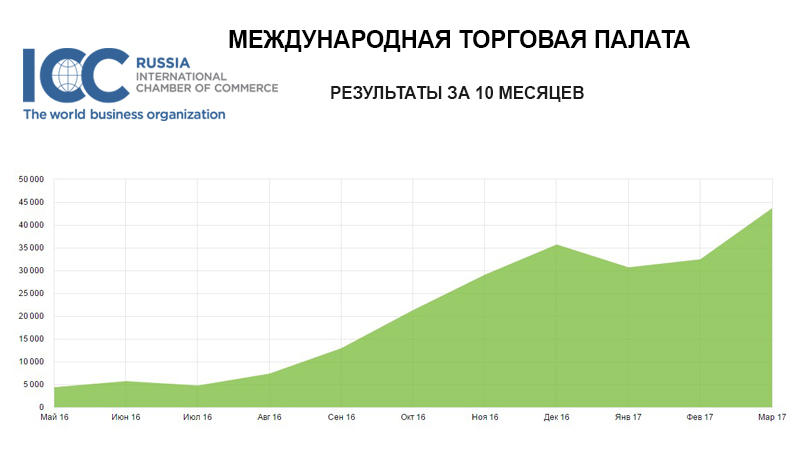 МЕЖДУНАРОДНАЯ ТОРГОВАЯ ПАЛАТА
ICC RUSSIA
INTERNATIONAL
CHAMBER OF COMMERCE
The world business organization
РЕЗУЛЬТАТЫ ЗА 10 МЕСЯЦЕВ
50 000
45 000
40 000
35 000
30 000
25 000
20 000
15 000
10 000
5 000
0
Май 16 Июн 16 Июл 16 Авг 16 Сен 16 Окт 16 Ноя 16 Дек 16 Янв 17 Фев 17 Мар 17